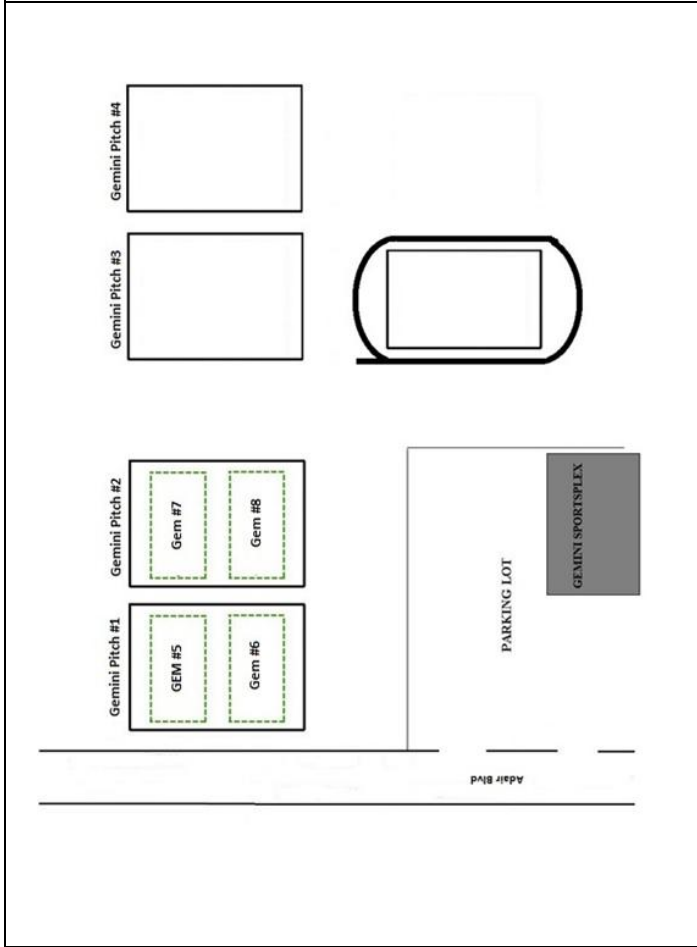 Gemini Pitch #4
Gemini Pitch #3
Gemini Pitch #2
Gem #7
Gem #8
Gemini Pitch #1
GEM #5
Gem #6
PARKING LOT
GEMINI SPORTSPLEX
Adair Blvd